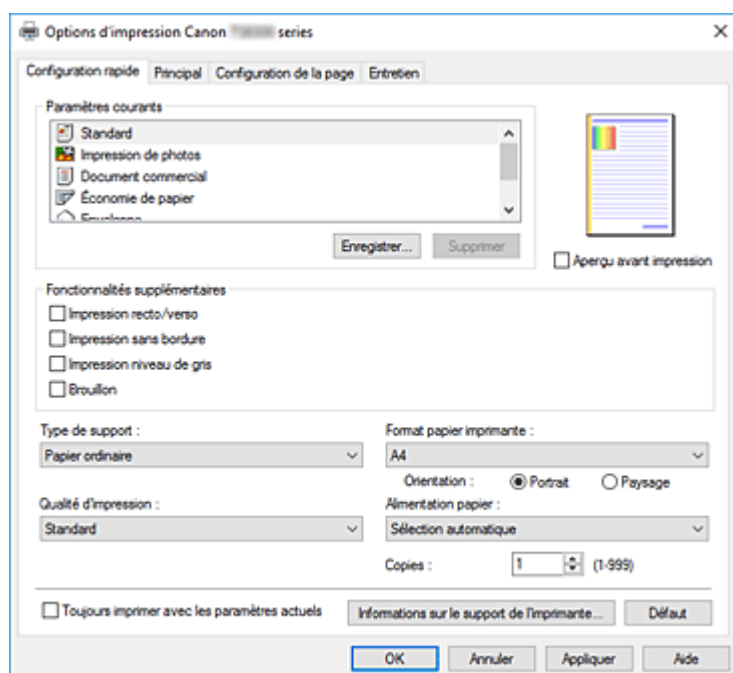 Options d'impression Canon series
Configuration rapide Principal Configuration de la page Entretien
Paramètres courants
Standard
Impression de photos
Document commercial
Économie de papier
Enregistrer... Supprimer
Aperçu avant impression
Fonctionnalités supplémentaires
Impression recto/verso
Impression sans bordure
Impression niveau de gris
Brouillon
Type de support :
Papier ordinaire
Format papier imprimante :
A4
Orientation : Portrait Paysage
Qualité d'impression :
Standard
Alimentation papier :
Sélection automatique
Copies : 1 (1-999)
Toujours imprimer avec les paramètres actuels
Informations sur le support de l'imprimante... Défaut
OK Annuler Appliquer Aide